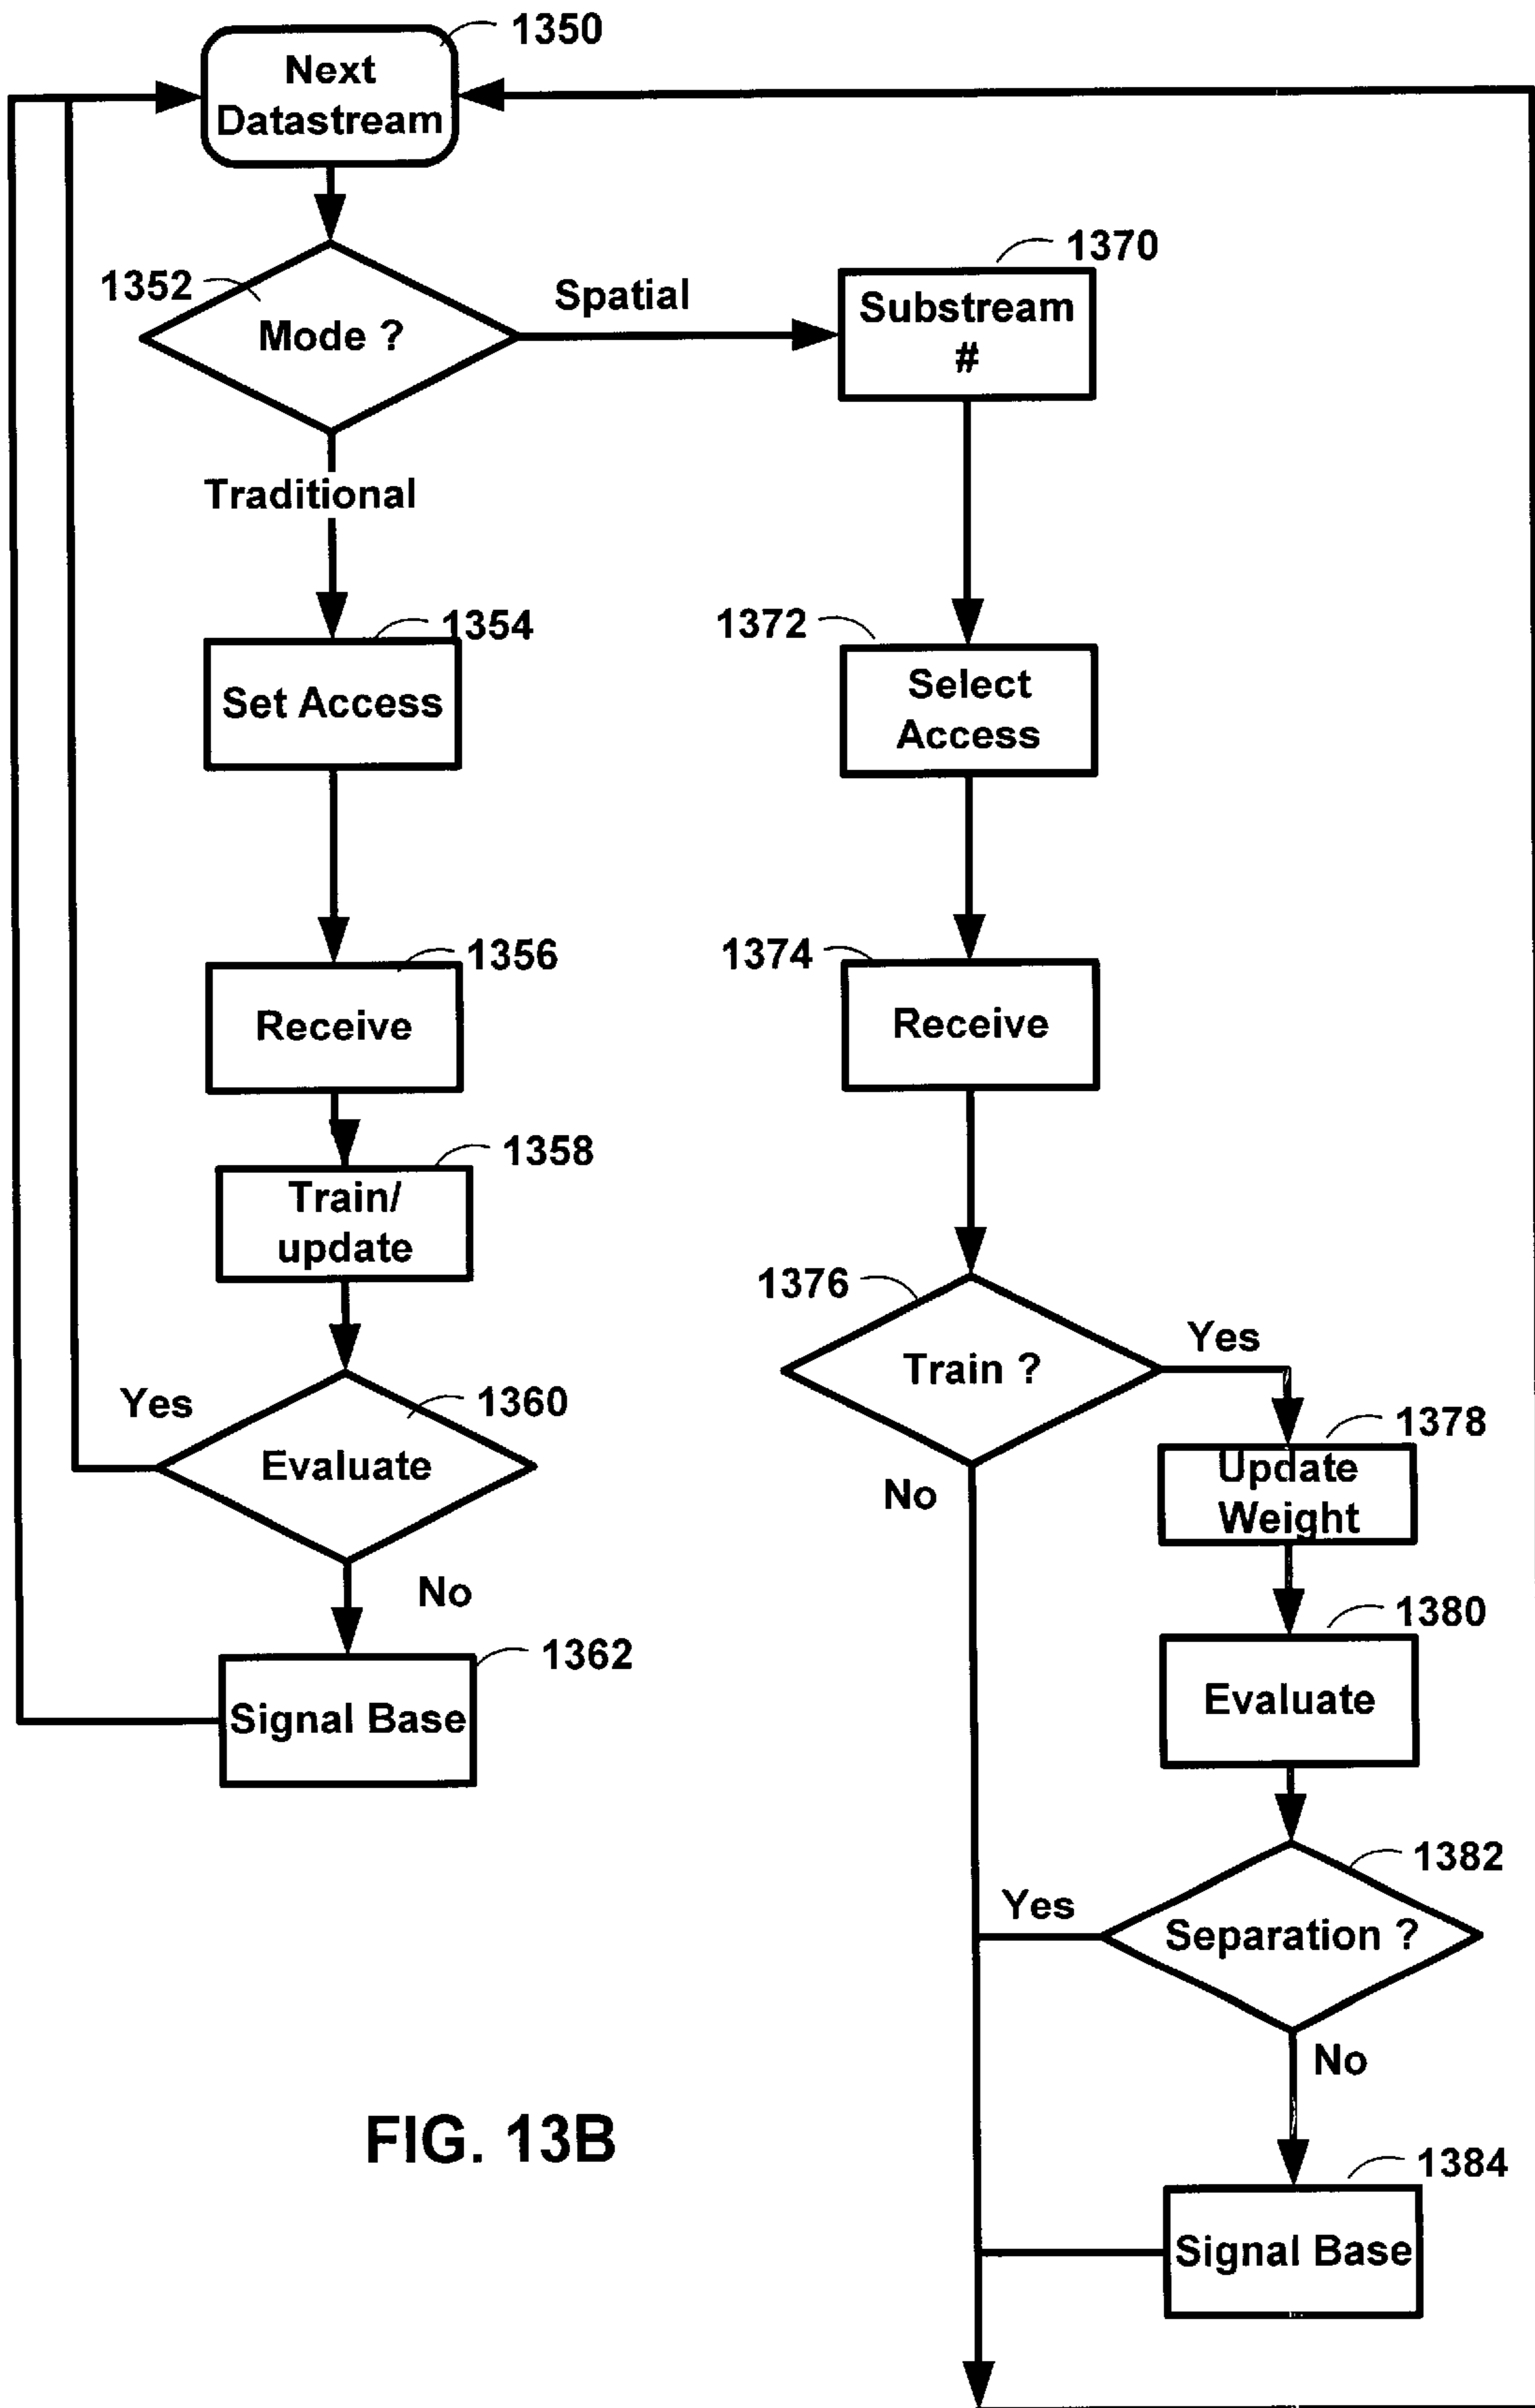 1350
Next
Datastream
1370
1352
Mode ?
Spatial
Substream
#
Traditional
1354
Set Access
1372
Select
Access
1356
Receive
1374
Receive
1358
Train/
update
1376
Train ?
Yes
No
1360
Yes
Evaluate
No
1378
Update
Weight
1380
Evaluate
1362
Signal Base
1382
Yes
Separation ?
No
1384
Signal Base
FIG. 13B